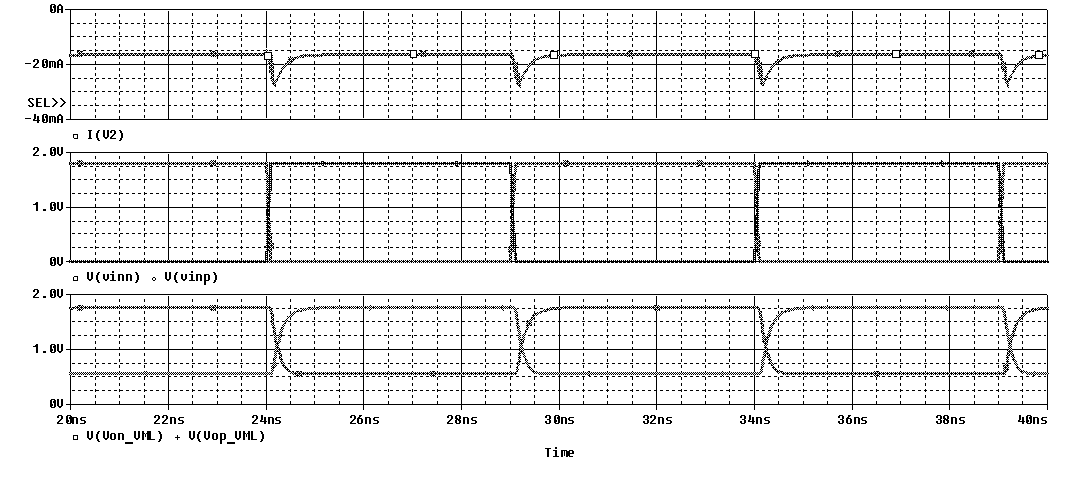 0A
-20mA
SEL>>
-40mA
I(V2)
2.0V
1.0V
0V
V(vinn) V(vinp)
2.0V
1.0V
0V
20ns 22ns 24ns 26ns 28ns 30ns 32ns 34ns 36ns 38ns 40ns
V(Von_VML) + V(Vop_VML)
Time